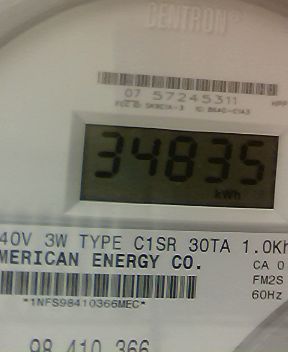 CENTRON®
07 57245311
34835
kWh
40V 3W TYPE C1SR 30TA 1.0Kh
MERICAN ENERGY CO.
CA 0
FM2S
*1NFS98410366MEC*
60Hz
98 410 366